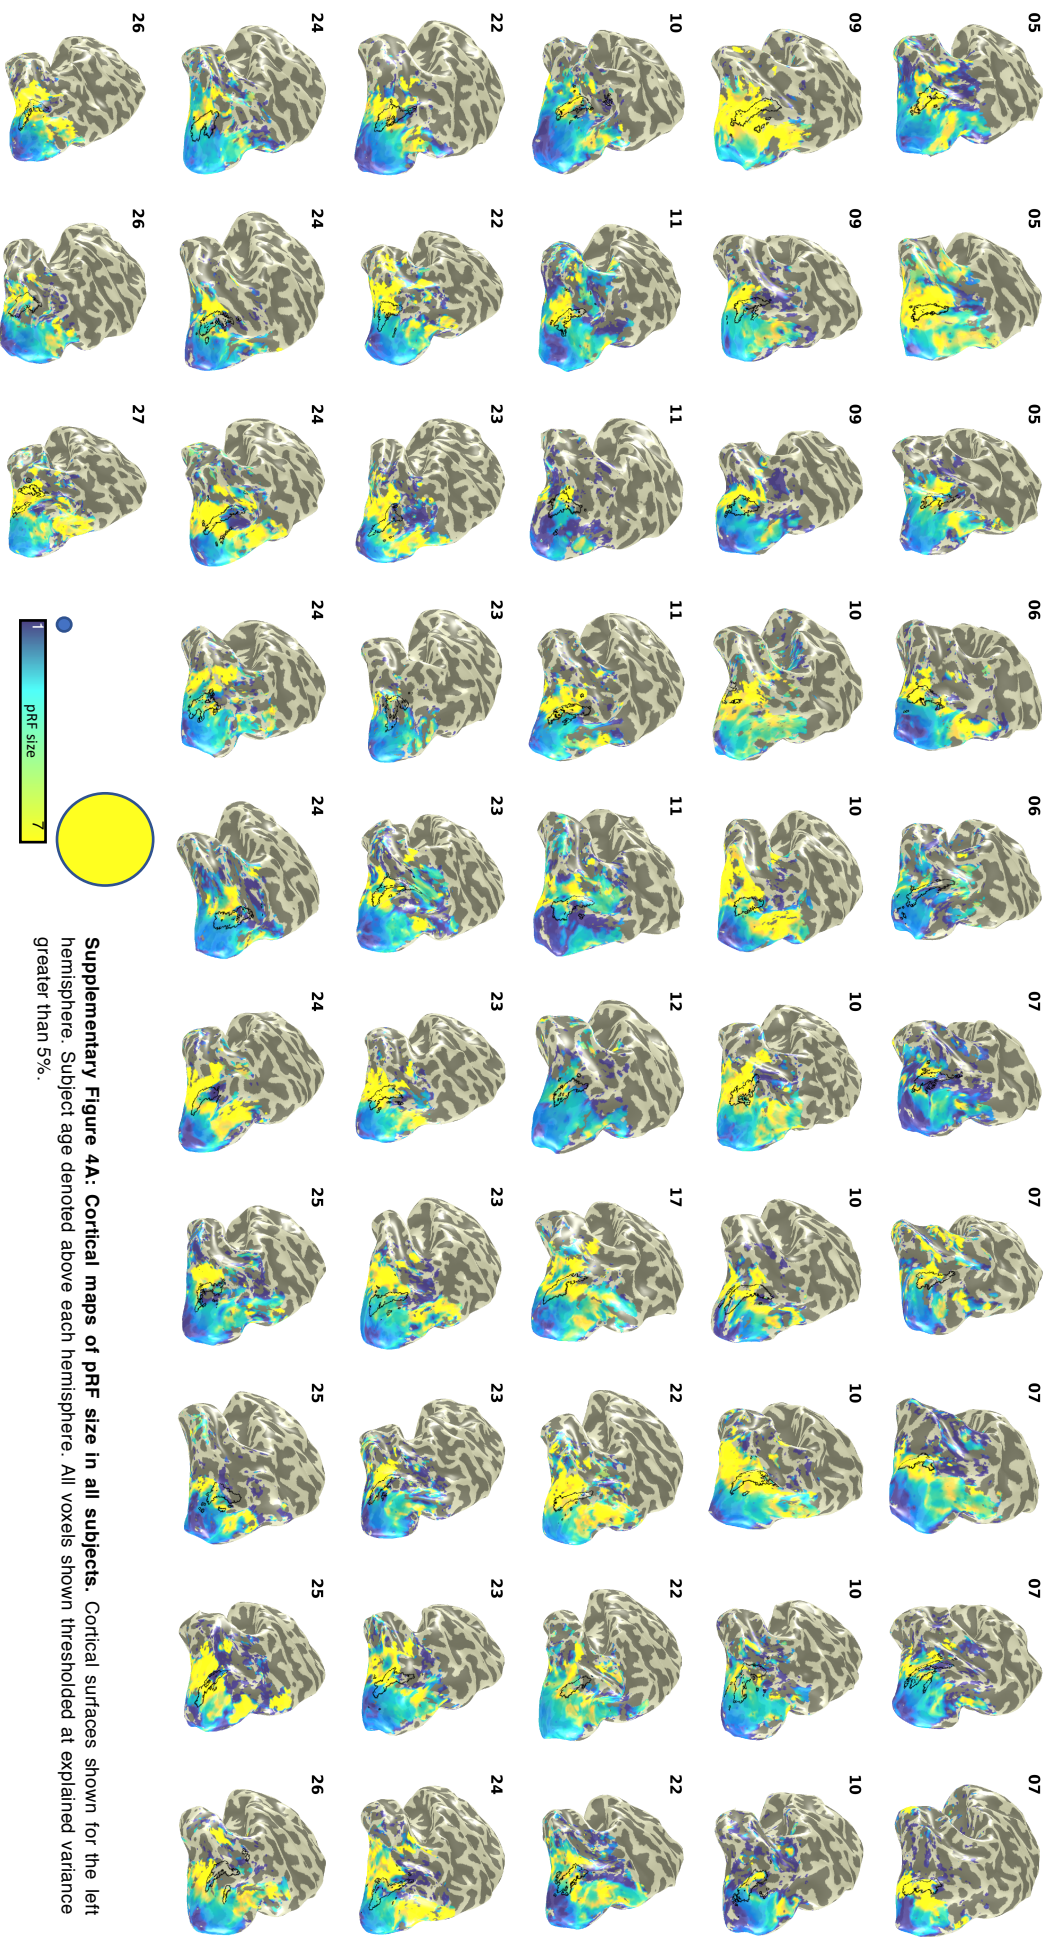 05 05 05 06 06 07 07 07 07 07
09 09 09 10 10 10 10 10 10 10
10 11 11 11 11 12 17 22 22 22
22 22 23 23 23 23 23 23 23 24
24 24 24 24 24 24 25 25 25 26
26 26 27
1 pRF size 7
Supplementary Figure 4A: Cortical maps of pRF size in all subjects. Cortical surfaces shown for the left
hemisphere. Subject age denoted above each hemisphere. All voxels shown thresholded at explained variance
greater than 5%.